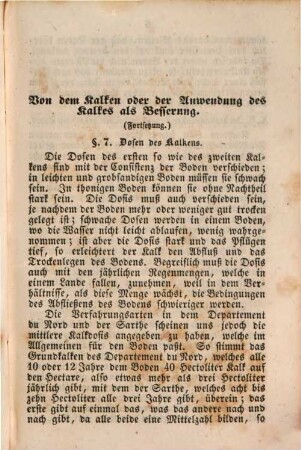 Von dem Kalken oder der Anwendung des
Kalkes als Besserung.
(Fortsetzung.)
§. 7. Dosen des Kalkens.
Die Dosen des ersten so wie des zweiten Kal-
kens sind mit der Consistenz der Boden verschieden;
in leichten und grobsandigen Boden müssen sie schwach
sein. In thonigen Boden können sie ohne Nachtheil
stark sein. Die Dosis muß auch verschieden sein,
je nachdem der Boden mehr oder weniger gut trocken
gelegt ist; schwache Dosen werden in einem Boden,
wo die Wasser nicht leicht ablaufen, wenig wahrge-
nommen; ist aber die Dosis stark und das Pflügen
tief, so erleichtert der Kalk den Abfluß und das
Trockenlegen des Bodens. Begreiflich muß die Dosis
auch mit den jährlichen Regenmengen, welche in
einem Lande fallen, zunehmen, weil in dem Ver-
hältnisse, als diese Menge wächst, die Bedingungen
des Abfließens des Bodens schwieriger werden.
Die Verfahrungsarten in dem Departement
du Nord und der Sarthe scheinen uns jedoch die
mittlere Kalkdosis angegeben zu haben, welche im
Allgemeinen für den Boden paßt. So stimmt das
Grundkalken des Departement du Nord, welches alle
10 oder 12 Jahre dem Boden 40 Hectoliter Kalk auf
den Hectare, also etwas mehr als drei Hectoliter
jährlich gibt, mit dem der Sarthe, welches acht bis
zehn Hectoliter alle drei Jahre gibt, überein; das
erste gibt auf einmal das, was das andere nach und
nach gibt, da alle beide eine Mittelzahl bilden, so